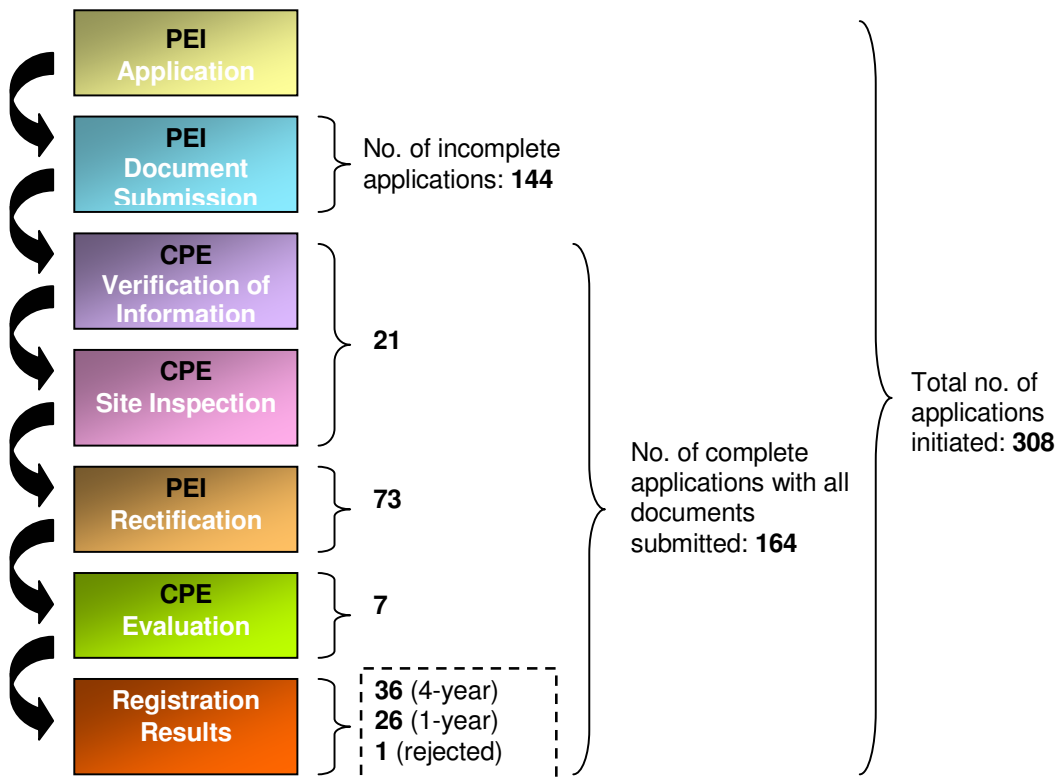 PEI
Application
PEI
Document
Submission
No. of incomplete
applications: 144
CPE
Verification of
Information
21
CPE
Site Inspection
PEI
Rectification
73
CPE
Evaluation
7
Registration
Results
36 (4-year)
26 (1-year)
1 (rejected)
No. of complete
applications with all
documents
submitted: 164
Total no. of
applications
initiated: 308